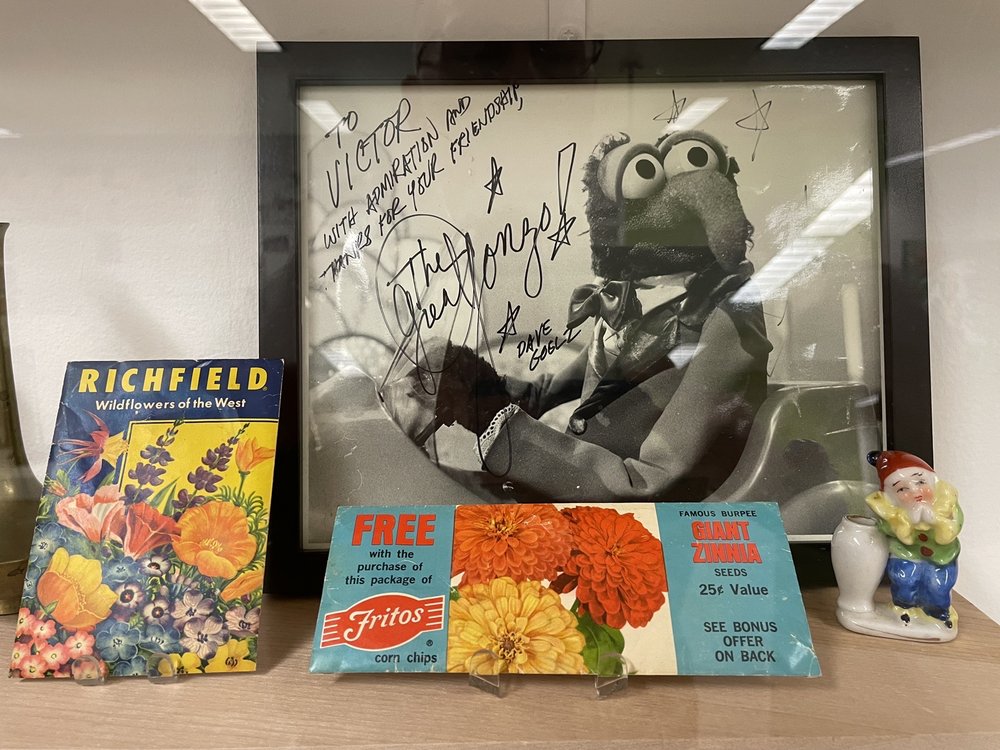 TO
VICTOR
WITH ADMIRATION AND
THANKS FOR YOUR FRIENDSHIP,
The
Great Gonzo!
DAVE
GOELZ
RICHFIELD
Wildflowers of the West
FREE
with the
purchase of
this package of
Fritos®
corn chips
FAMOUS BURPEE
GIANT
ZINNIA
SEEDS
25¢ Value
SEE BONUS
OFFER
ON BACK